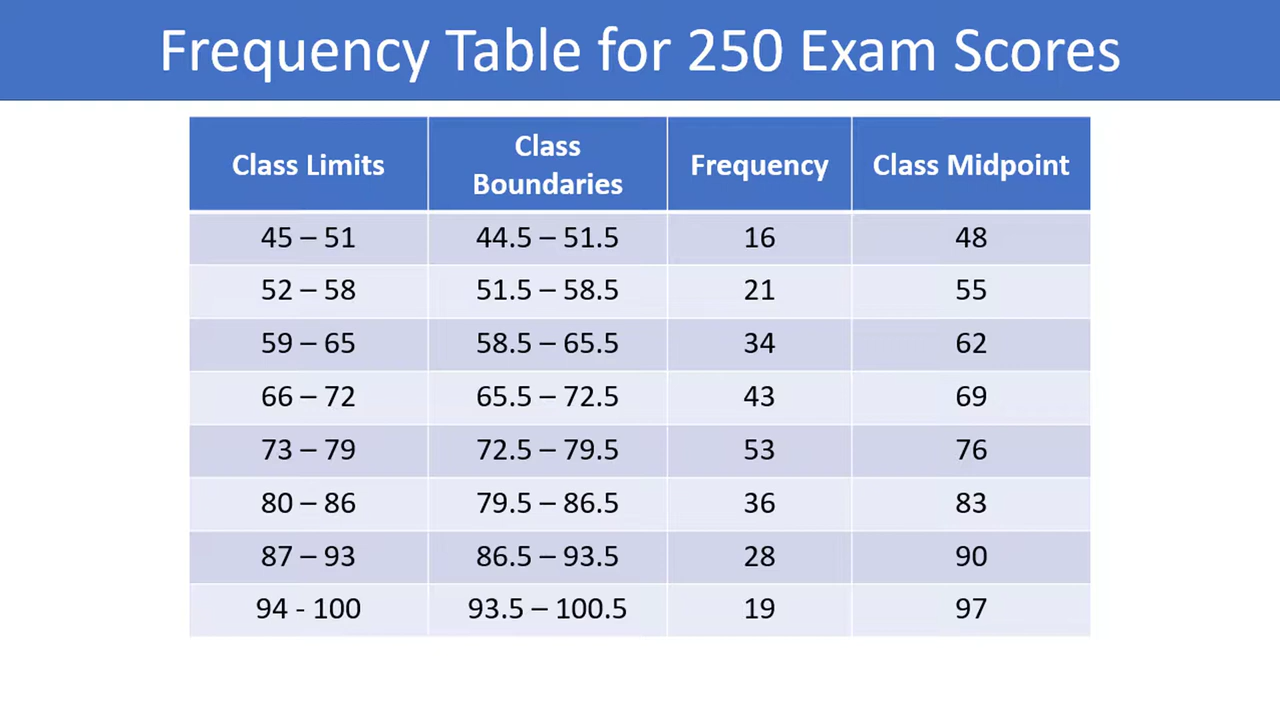 Frequency Table for 250 Exam Scores
Class Limits Class Boundaries Frequency Class Midpoint
45 – 51 44.5 – 51.5 16 48
52 – 58 51.5 – 58.5 21 55
59 – 65 58.5 – 65.5 34 62
66 – 72 65.5 – 72.5 43 69
73 – 79 72.5 – 79.5 53 76
80 – 86 79.5 – 86.5 36 83
87 – 93 86.5 – 93.5 28 90
94 - 100 93.5 – 100.5 19 97